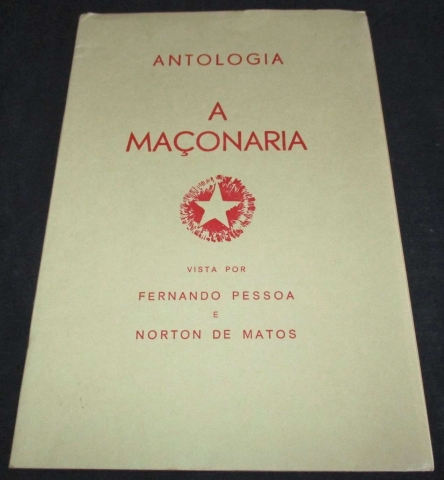 ANTOLOGIA
A
MAÇONARIA
VISTA POR
FERNANDO PESSOA
E
NORTON DE MATOS